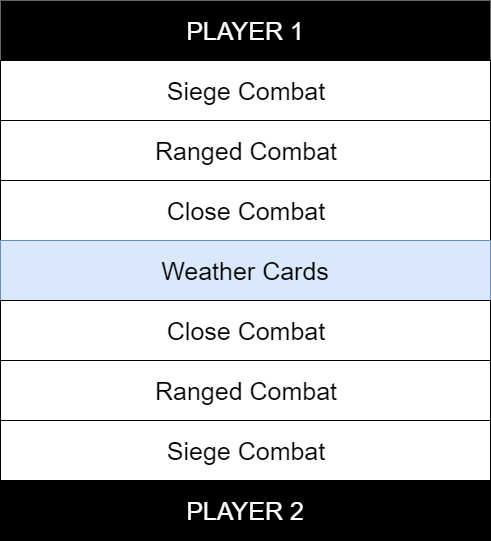 PLAYER 1
Siege Combat
Ranged Combat
Close Combat
Weather Cards
Close Combat
Ranged Combat
Siege Combat
PLAYER 2